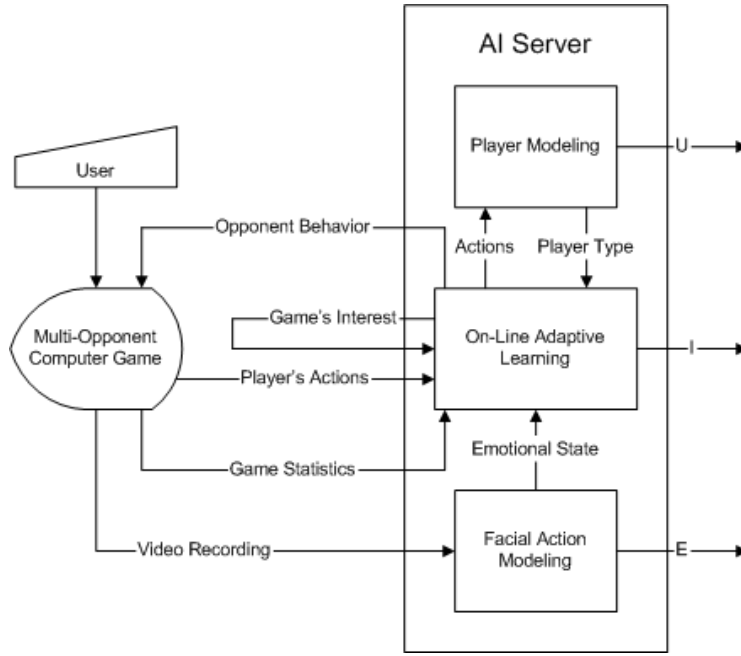 AI Server
Player Modeling
U
User
Opponent Behavior
Actions
Player Type
Game's Interest
Multi-Opponent
Computer Game
On-Line Adaptive
Learning
I
Player's Actions
Emotional State
Game Statistics
Facial Action
Modeling
Video Recording
E